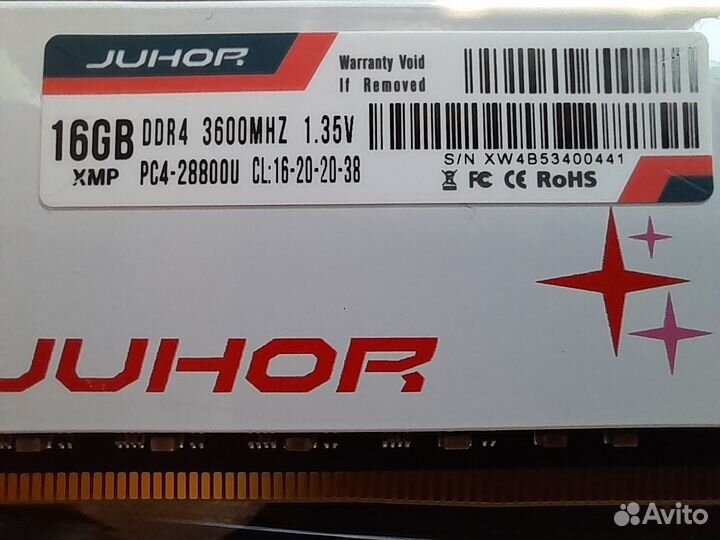 JUHOR
Warranty Void
If Removed
16GB DDR4 3600MHZ 1.35V
XMP PC4-28800U CL:16-20-20-38
S/N XW4B53400441
FC CE RoHS
JUHOR
Avito